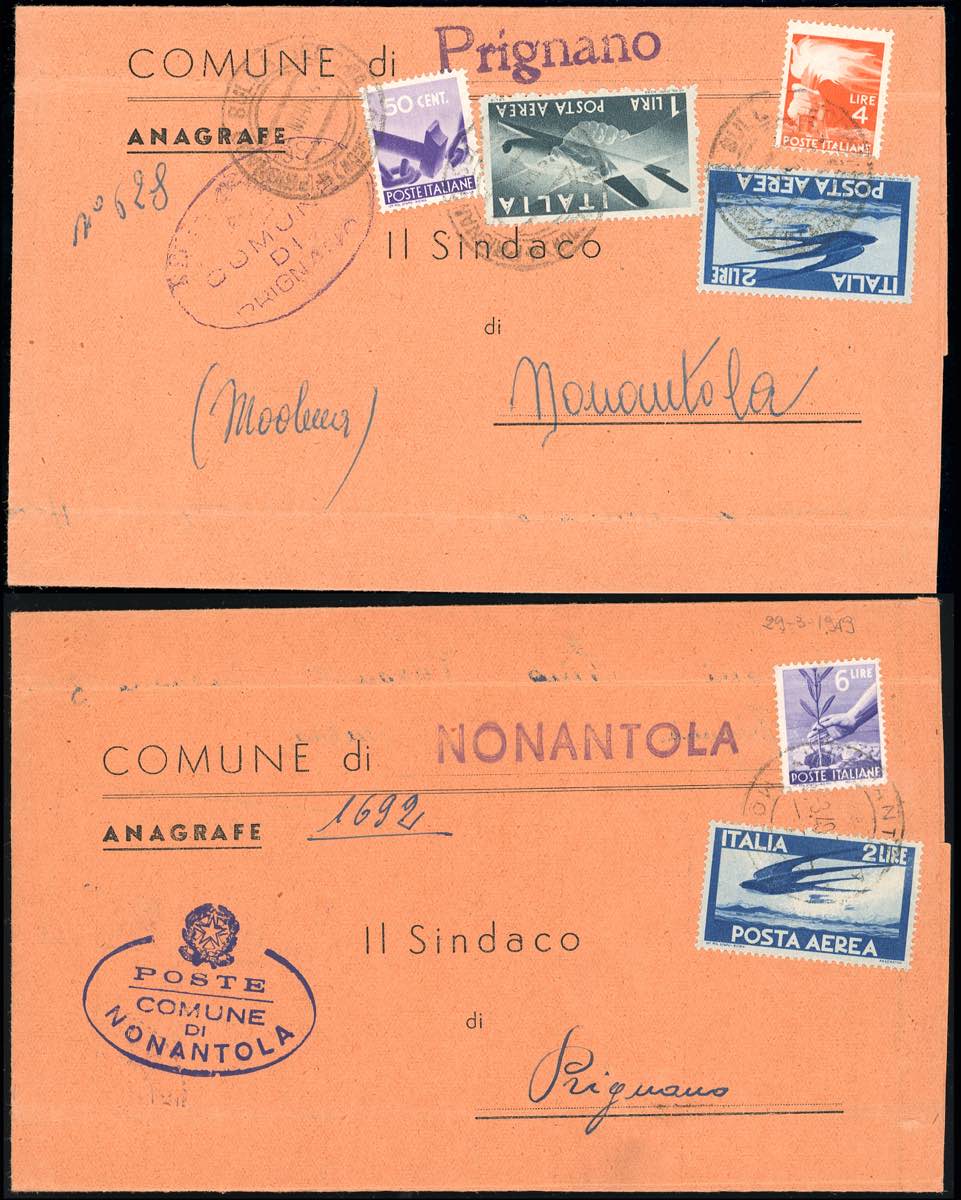 COMUNE di Prignano
ANAGRAFE
n° 628
50 CENT.
POSTE ITALIANE
1 LIRA POSTA AEREA
ITALIA
LIRE
4
POSTE ITALIANE
POSTA AEREA
ITALIA 2 LIRE
COMUN
DI
PRIGNANO
Il Sindaco
di
Nonantola
(Modena)
29-3-1949
6 LIRE
POSTE ITALIANE
COMUNE di NONANTOLA
ANAGRAFE 1692
ITALIA 2 LIRE
POSTA AEREA
Il Sindaco
POSTE
COMUNE
DI
NONANTOLA
di
Prignano